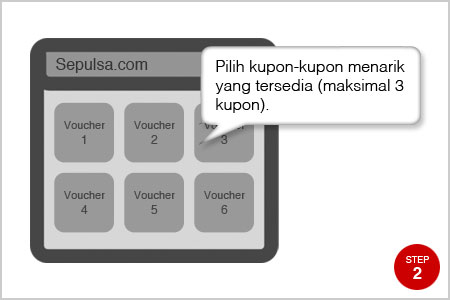 Sepulsa.com
Pilih kupon-kupon menarik
yang tersedia (maksimal 3
kupon).
Voucher
1
Voucher
2
Voucher
3
Voucher
4
Voucher
5
Voucher
6
STEP
2